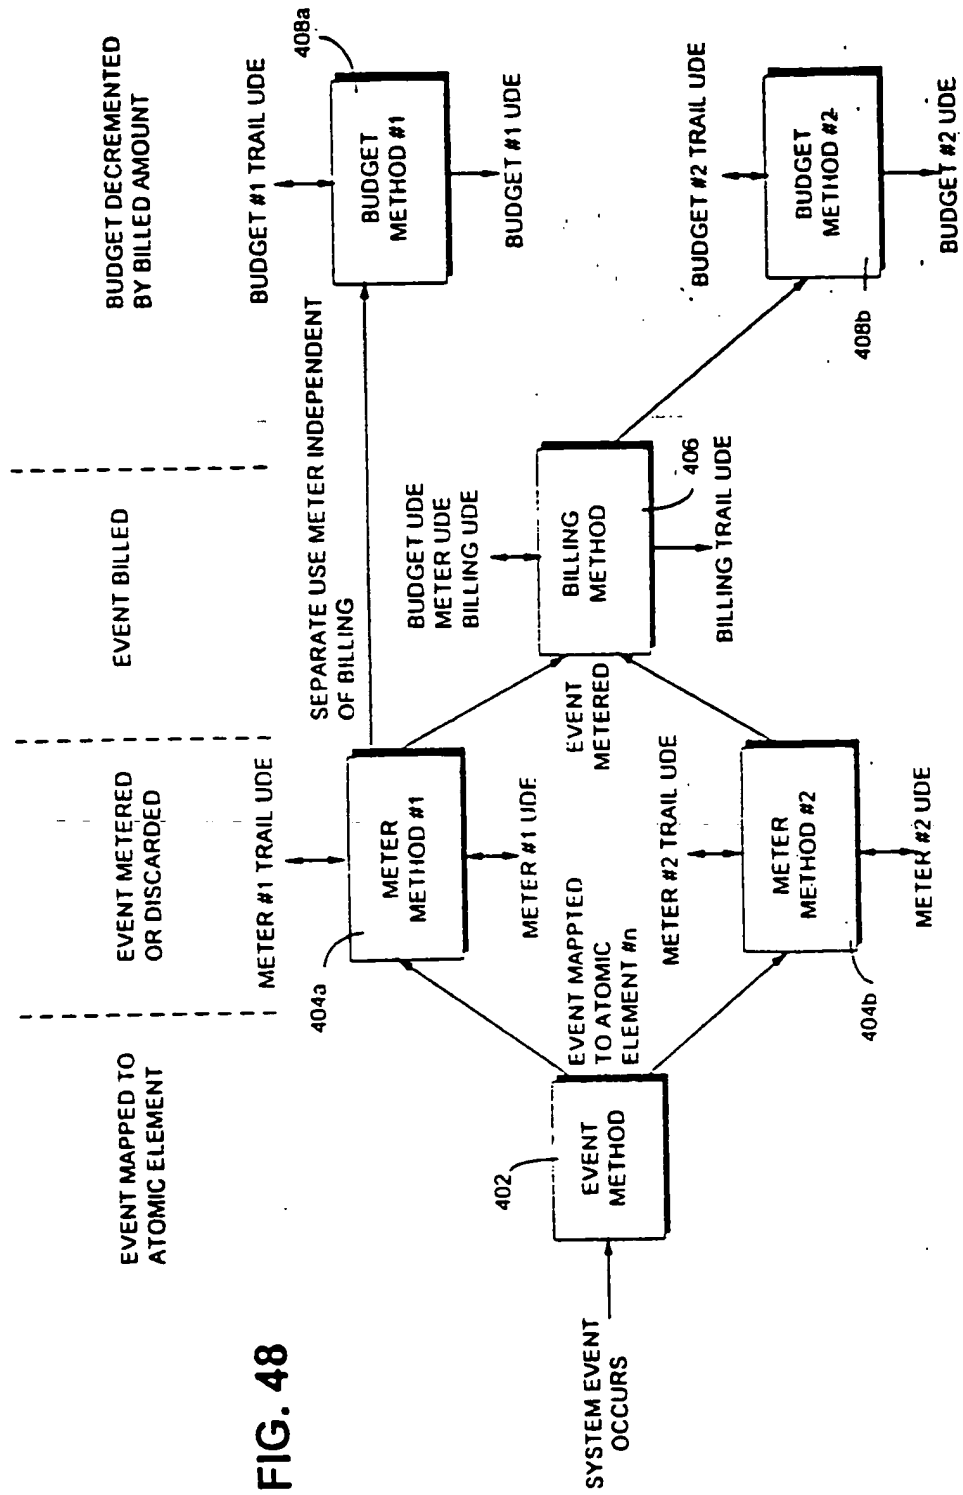 FIG. 48
EVENT MAPPED TO
ATOMIC ELEMENT
EVENT METERED
OR DISCARDED
EVENT BILLED
BUDGET DECREMENTED
BY BILLED AMOUNT
SYSTEM EVENT
OCCURS
402
EVENT
METHOD
EVENT MAPPTED
TO ATOMIC
ELEMENT #n
METER #1 TRAIL UDE
404a
METER
METHOD #1
METER #1 UDE
METER #2 TRAIL UDE
METER
METHOD #2
404b
METER #2 UDE
SEPARATE USE METER INDEPENDENT
OF BILLING
EVENT
METERED
BUDGET UDE
METER UDE
BILLING UDE
BILLING
METHOD
406
BILLING TRAIL UDE
BUDGET #1 TRAIL UDE
408a
BUDGET
METHOD #1
BUDGET #1 UDE
BUDGET #2 TRAIL UDE
BUDGET
METHOD #2
408b
BUDGET #2 UDE